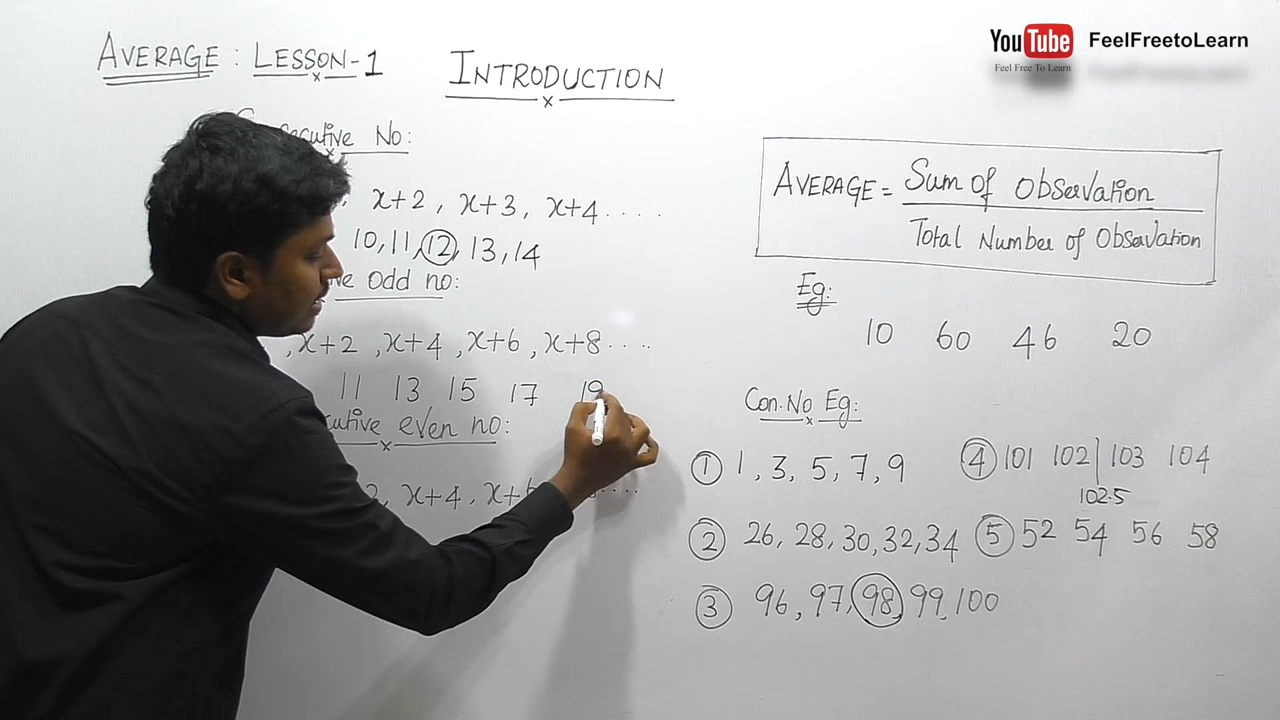 YouTube FeelFreetoLearn
Feel Free To Learn
AVERAGE : LESSON-1
INTRODUCTION
No:
x+2 , x+3 , x+4 ....
10, 11, 12, 13, 14
odd no:
, x+2 , x+4 , x+6 , x+8 ....
11 13 15 17 19
even no:
x+4 , x+6
AVERAGE = Sum of Observation
Total Number of Observation
Eg:
10 60 46 20
Con.No Eg:
① 1, 3, 5, 7, 9
② 26, 28, 30, 32, 34
③ 96, 97, 98, 99, 100
④ 101 102 | 103 104
102.5
⑤ 52 54 56 58